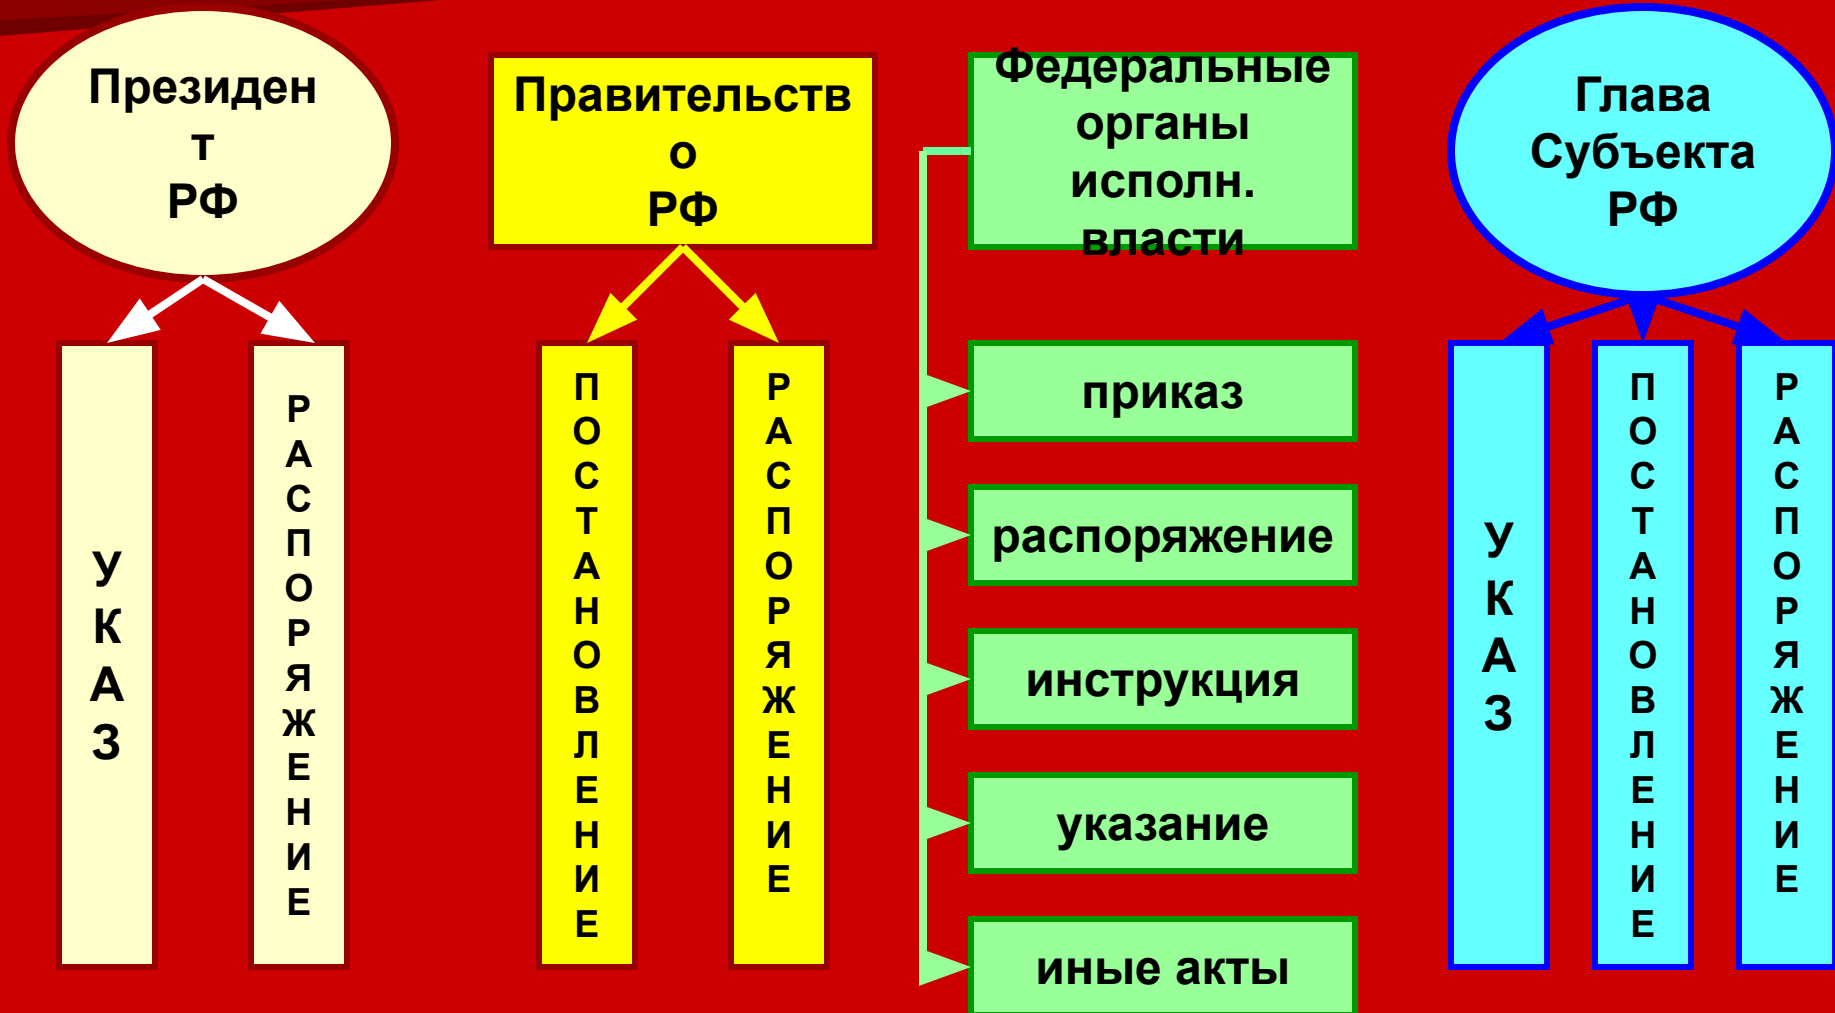 Президен
т
РФ
УКАЗ
РАСПОРЯЖЕНИЕ
Правительств
о
РФ
ПОСТАНОВЛЕНИЕ
РАСПОРЯЖЕНИЕ
Федеральные
органы
исполн.
власти
приказ
распоряжение
инструкция
указание
иные акты
Глава
Субъекта
РФ
УКАЗ
ПОСТАНОВЛЕНИЕ
РАСПОРЯЖЕНИЕ